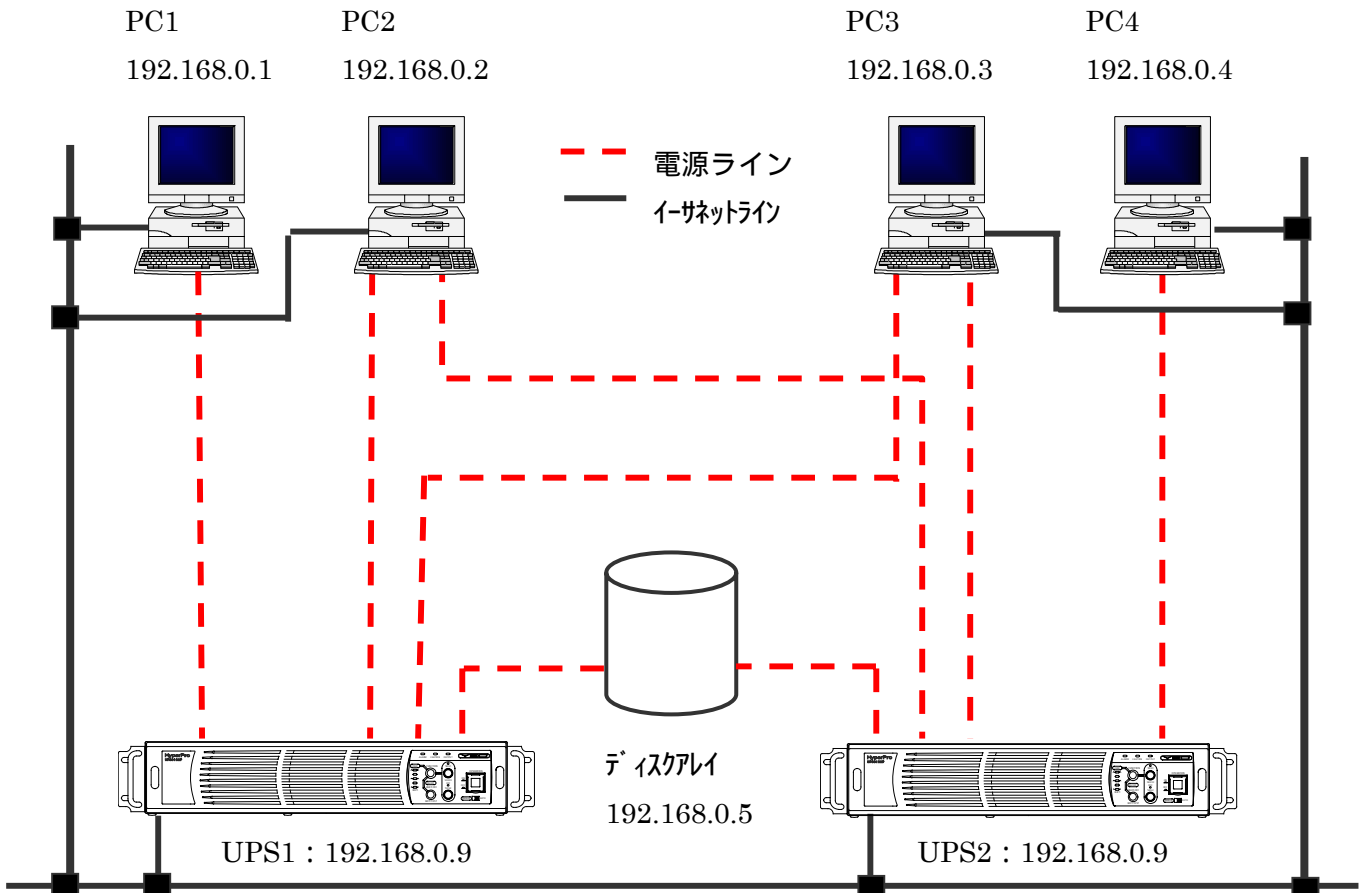 PC1
PC2
PC3
PC4
192.168.0.1
192.168.0.2
192.168.0.3
192.168.0.4
電源ライン
ｲｰｻﾈｯﾄﾗｲﾝ
HyperPro
HyperPro
ﾃﾞｨｽｸｱﾚｲ
192.168.0.5
UPS1：192.168.0.9
UPS2：192.168.0.9